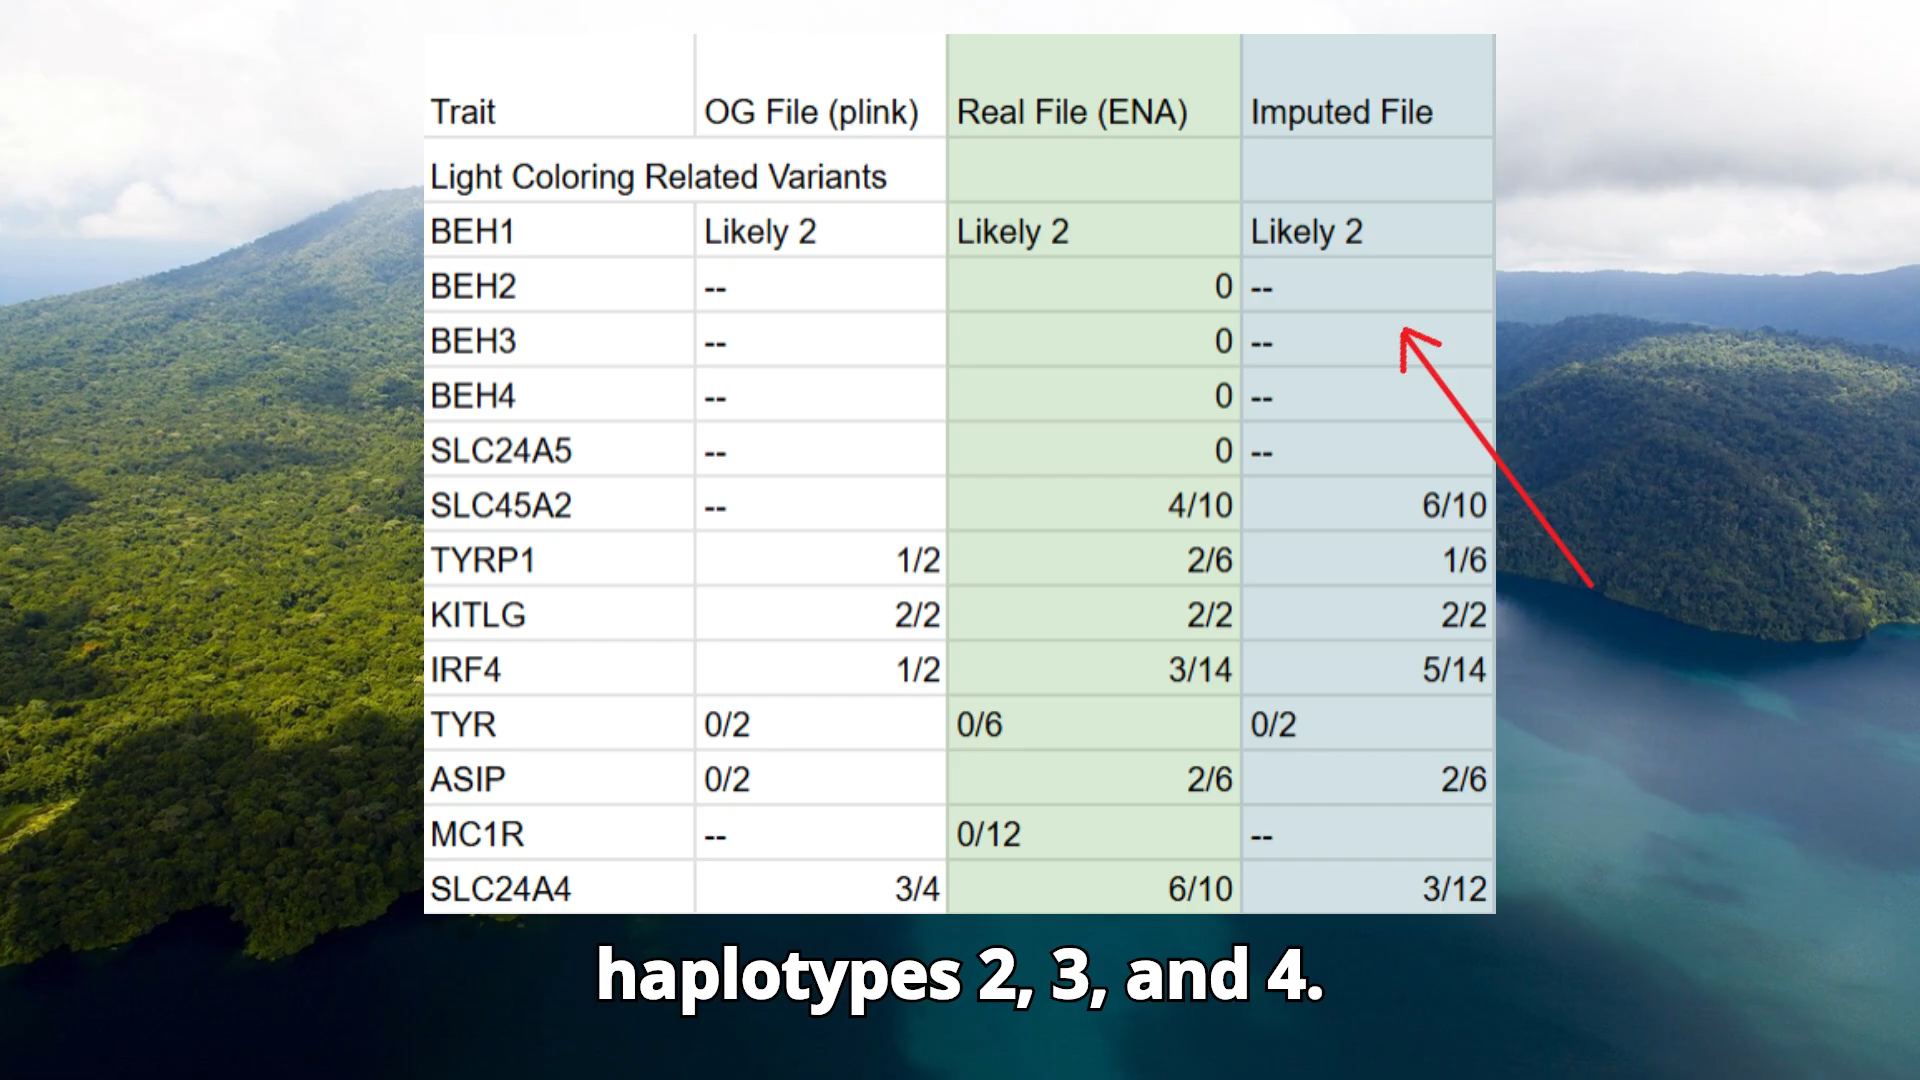 Trait OG File (plink) Real File (ENA) Imputed File
Light Coloring Related Variants
BEH1 Likely 2 Likely 2 Likely 2
BEH2 -- 0 --
BEH3 -- 0 --
BEH4 -- 0 --
SLC24A5 -- 0 --
SLC45A2 -- 4/10 6/10
TYRP1 1/2 2/6 1/6
KITLG 2/2 2/2 2/2
IRF4 1/2 3/14 5/14
TYR 0/2 0/6 0/2
ASIP 0/2 2/6 2/6
MC1R -- 0/12 --
SLC24A4 3/4 6/10 3/12
haplotypes 2, 3, and 4.